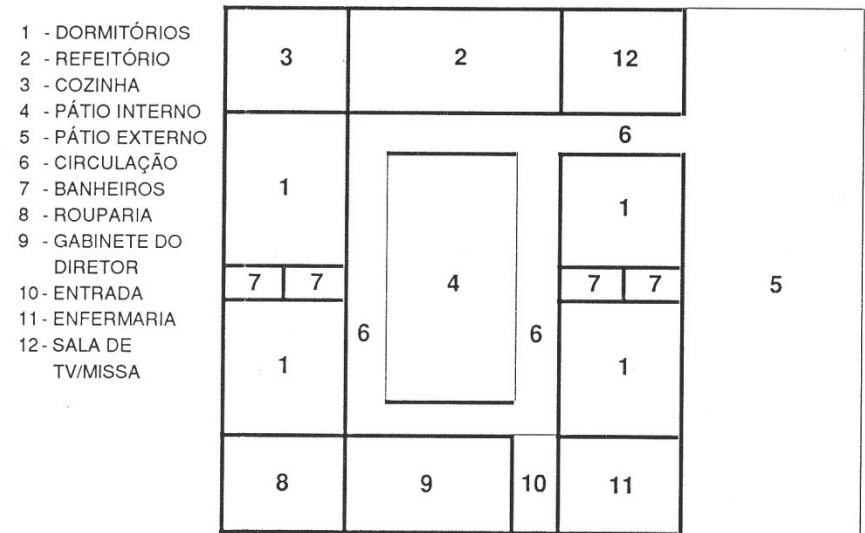 1 - DORMITÓRIOS
2 - REFEITÓRIO
3 - COZINHA
4 - PÁTIO INTERNO
5 - PÁTIO EXTERNO
6 - CIRCULAÇÃO
7 - BANHEIROS
8 - ROUPARIA
9 - GABINETE DO
DIRETOR
10 - ENTRADA
11 - ENFERMARIA
12 - SALA DE
TV/MISSA
3 2 12
6
1 1
7 7 4 7 7 5
6 6
1 1
8 9 10 11